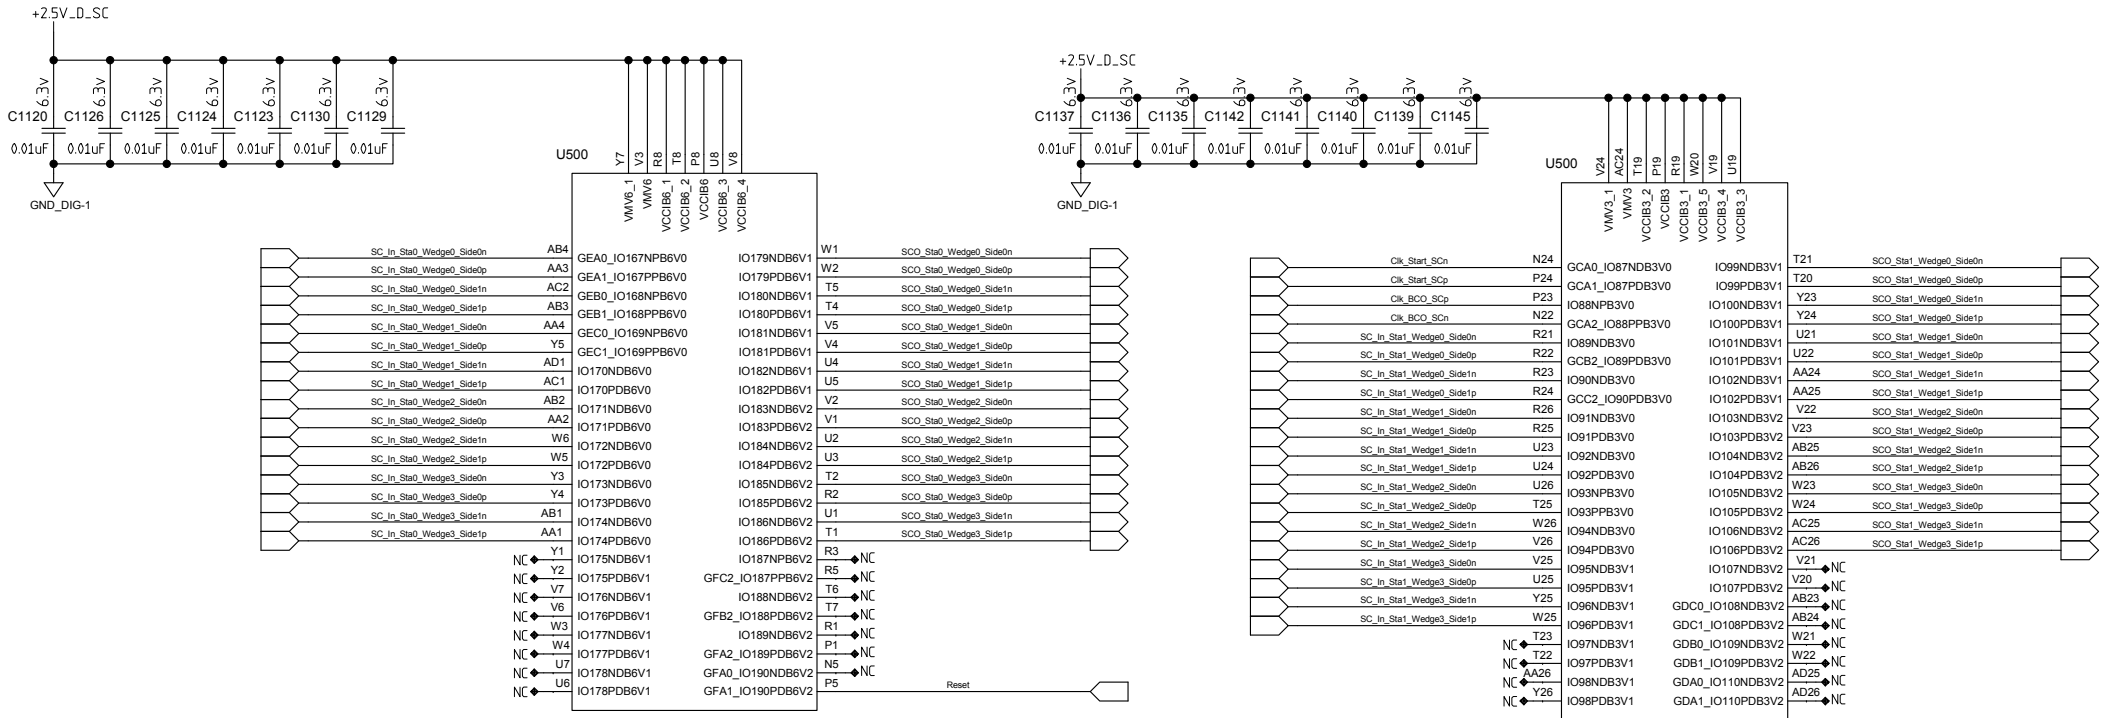 +2.5V_D_SC
6.3V 6.3V 6.3V 6.3V 6.3V 6.3V 6.3V
C1120 C1126 C1125 C1124 C1123 C1130 C1129
0.01uF 0.01uF 0.01uF 0.01uF 0.01uF 0.01uF 0.01uF
GND_DIG-1
U500
Y7 V3 R8 T8 P8 U8 V8
VMV6_1 VMV6 VCCIB6_1 VCCIB6_2 VCCIB6 VCCIB6_3 VCCIB6_4
SC_In_Sta0_Wedge0_Side0n AB4 GEA0_IO167NPB6V0 IO179NDB6V1 W1 SCO_Sta0_Wedge0_Side0n
SC_In_Sta0_Wedge0_Side0p AA3 GEA1_IO167PPB6V0 IO179PDB6V1 W2 SCO_Sta0_Wedge0_Side0p
SC_In_Sta0_Wedge0_Side1n AC2 GEB0_IO168NPB6V0 IO180NDB6V1 T5 SCO_Sta0_Wedge0_Side1n
SC_In_Sta0_Wedge0_Side1p AB3 GEB1_IO168PPB6V0 IO180PDB6V1 T4 SCO_Sta0_Wedge0_Side1p
SC_In_Sta0_Wedge1_Side0n AA4 GEC0_IO169NPB6V0 IO181NDB6V1 V5 SCO_Sta0_Wedge1_Side0n
SC_In_Sta0_Wedge1_Side0p Y5 GEC1_IO169PPB6V0 IO181PDB6V1 V4 SCO_Sta0_Wedge1_Side0p
SC_In_Sta0_Wedge1_Side1n AD1 IO170NDB6V0 IO182NDB6V1 U4 SCO_Sta0_Wedge1_Side1n
SC_In_Sta0_Wedge1_Side1p AC1 IO170PDB6V0 IO182PDB6V1 U5 SCO_Sta0_Wedge1_Side1p
SC_In_Sta0_Wedge2_Side0n AB2 IO171NDB6V0 IO183NDB6V2 V2 SCO_Sta0_Wedge2_Side0n
SC_In_Sta0_Wedge2_Side0p AA2 IO171PDB6V0 IO183PDB6V2 V1 SCO_Sta0_Wedge2_Side0p
SC_In_Sta0_Wedge2_Side1n W6 IO172NDB6V0 IO184NDB6V2 U2 SCO_Sta0_Wedge2_Side1n
SC_In_Sta0_Wedge2_Side1p W5 IO172PDB6V0 IO184PDB6V2 U3 SCO_Sta0_Wedge2_Side1p
SC_In_Sta0_Wedge3_Side0n Y3 IO173NDB6V0 IO185NDB6V2 T2 SCO_Sta0_Wedge3_Side0n
SC_In_Sta0_Wedge3_Side0p Y4 IO173PDB6V0 IO185PDB6V2 R2 SCO_Sta0_Wedge3_Side0p
SC_In_Sta0_Wedge3_Side1n AB1 IO174NDB6V0 IO186NDB6V2 U1 SCO_Sta0_Wedge3_Side1n
SC_In_Sta0_Wedge3_Side1p AA1 IO174PDB6V0 IO186PDB6V2 T1 SCO_Sta0_Wedge3_Side1p
NC Y1 IO175NDB6V1 IO187NPB6V2 R3 NC
NC Y2 IO175PDB6V1 GFC2_IO187PPB6V2 R5 NC
NC V7 IO176NDB6V1 IO188NDB6V2 T6 NC
NC V6 IO176PDB6V1 GFB2_IO188PDB6V2 T7 NC
NC W3 IO177NDB6V1 IO189NDB6V2 R1 NC
NC W4 IO177PDB6V1 GFA2_IO189PDB6V2 P1 NC
NC U7 IO178NDB6V1 GFA0_IO190NDB6V2 N5 NC
NC U6 IO178PDB6V1 GFA1_IO190PDB6V2 P5 Reset
+2.5V_D_SC
6.3V 6.3V 6.3V 6.3V 6.3V 6.3V 6.3V 6.3V
C1137 C1136 C1135 C1142 C1141 C1140 C1139 C1145
0.01uF 0.01uF 0.01uF 0.01uF 0.01uF 0.01uF 0.01uF 0.01uF
GND_DIG-1
U500
V24 AC24 T19 P19 R19 W20 V19 U19
VMV3_1 VMV3 VCCIB3_2 VCCIB3 VCCIB3_1 VCCIB3_5 VCCIB3_4 VCCIB3_3
Clk_Start_SCn N24 GCA0_IO87NDB3V0 IO99NDB3V1 T21 SCO_Sta1_Wedge0_Side0n
Clk_Start_SCp P24 GCA1_IO87PDB3V0 IO99PDB3V1 T20 SCO_Sta1_Wedge0_Side0p
Clk_BCO_SCp P23 IO88NPB3V0 IO100NDB3V1 Y23 SCO_Sta1_Wedge0_Side1n
Clk_BCO_SCn N22 GCA2_IO88PPB3V0 IO100PDB3V1 Y24 SCO_Sta1_Wedge0_Side1p
SC_In_Sta1_Wedge0_Side0n R21 IO89NDB3V0 IO101NDB3V1 U21 SCO_Sta1_Wedge1_Side0n
SC_In_Sta1_Wedge0_Side0p R22 GCB2_IO89PDB3V0 IO101PDB3V1 U22 SCO_Sta1_Wedge1_Side0p
SC_In_Sta1_Wedge0_Side1n R23 IO90NDB3V0 IO102NDB3V1 AA24 SCO_Sta1_Wedge1_Side1n
SC_In_Sta1_Wedge0_Side1p R24 GCC2_IO90PDB3V0 IO102PDB3V1 AA25 SCO_Sta1_Wedge1_Side1p
SC_In_Sta1_Wedge1_Side0n R26 IO91NDB3V0 IO103NDB3V2 V22 SCO_Sta1_Wedge2_Side0n
SC_In_Sta1_Wedge1_Side0p R25 IO91PDB3V0 IO103PDB3V2 V23 SCO_Sta1_Wedge2_Side0p
SC_In_Sta1_Wedge1_Side1n U23 IO92NDB3V0 IO104NDB3V2 AB25 SCO_Sta1_Wedge2_Side1n
SC_In_Sta1_Wedge1_Side1p U24 IO92PDB3V0 IO104PDB3V2 AB26 SCO_Sta1_Wedge2_Side1p
SC_In_Sta1_Wedge2_Side0n U26 IO93NPB3V0 IO105NDB3V2 W23 SCO_Sta1_Wedge3_Side0n
SC_In_Sta1_Wedge2_Side0p T25 IO93PPB3V0 IO105PDB3V2 W24 SCO_Sta1_Wedge3_Side0p
SC_In_Sta1_Wedge2_Side1n W26 IO94NDB3V0 IO106NDB3V2 AC25 SCO_Sta1_Wedge3_Side1n
SC_In_Sta1_Wedge2_Side1p V26 IO94PDB3V0 IO106PDB3V2 AC26 SCO_Sta1_Wedge3_Side1p
SC_In_Sta1_Wedge3_Side0n V25 IO95NDB3V1 IO107NDB3V2 V21 NC
SC_In_Sta1_Wedge3_Side0p U25 IO95PDB3V1 IO107PDB3V2 V20 NC
SC_In_Sta1_Wedge3_Side1n Y25 IO96NDB3V1 GDC0_IO108NDB3V2 AB23 NC
SC_In_Sta1_Wedge3_Side1p W25 IO96PDB3V1 GDC1_IO108PDB3V2 AB24 NC
NC T23 IO97NDB3V1 GDB0_IO109NDB3V2 W21 NC
NC T22 IO97PDB3V1 GDB1_IO109PDB3V2 W22 NC
NC AA26 IO98NDB3V1 GDA0_IO110NDB3V2 AD25 NC
NC Y26 IO98PDB3V1 GDA1_IO110PDB3V2 AD26 NC